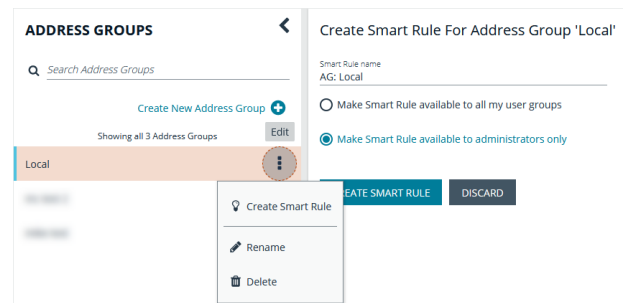 ADDRESS GROUPS
Search Address Groups
Create New Address Group
Showing all 3 Address Groups
Edit
Local
Create Smart Rule
Rename
Delete
Create Smart Rule For Address Group 'Local'
Smart Rule name
AG: Local
Make Smart Rule available to all my user groups
Make Smart Rule available to administrators only
EATE SMART RULE
DISCARD